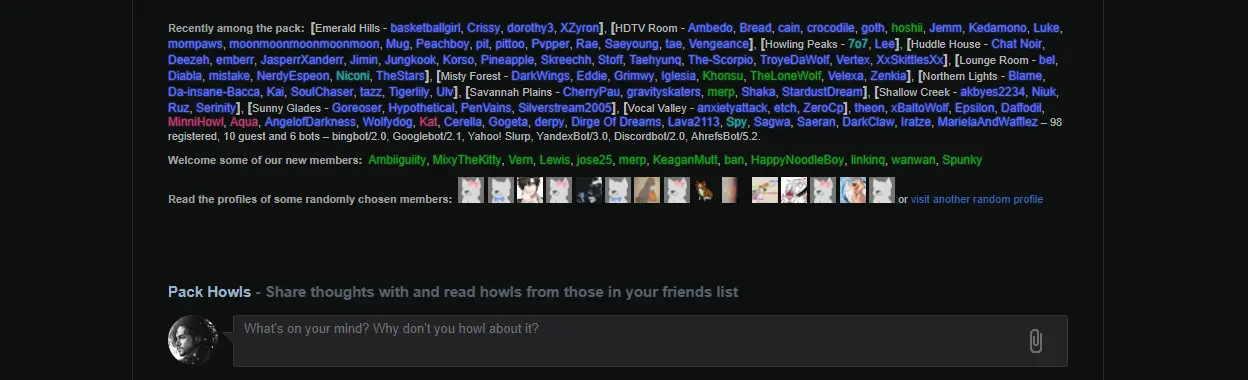 Recently among the pack: [Emerald Hills - basketballgirl, Crissy, dorothy3, XZyron], [HDTV Room - Ambedo, Bread, cain, crocodile, goth, hoshii, Jemm, Kedamono, Luke,
mompaws, moonmoonmoonmoonmoon, Mug, Peachboy, pit, pittoo, Pvpper, Rae, Saeyoung, tae, Vengeance], [Howling Peaks - 7o7, Lee], [Huddle House - Chat Noir,
Deezeh, emberr, JasperrXanderr, Jimin, Jungkook, Korso, Pineapple, Skreechh, Stoff, Taehyunq, The-Scorpio, TroyeDaWolf, Vertex, XxSkittlesXx], [Lounge Room - bel,
Diabla, mistake, NerdyEspeon, Niconi, TheStars], [Misty Forest - DarkWings, Eddie, Grimwy, Iglesia, Khonsu, TheLoneWolf, Velexa, Zenkia], [Northern Lights - Blame,
Da-insane-Bacca, Kai, SoulChaser, tazz, Tigerlily, Ulv], [Savannah Plains - CherryPau, gravityskaters, merp, Shaka, StardustDream], [Shallow Creek - akbyes2234, Niuk,
Ruz, Serinity], [Sunny Glades - Goreoser, Hypothetical, PenVains, Silverstream2005], [Vocal Valley - anxietyattack, etch, ZeroCp], theon, xBaltoWolf, Epsilon, Daffodil,
MinniHowl, Aqua, AngelofDarkness, Wolfydog, Kat, Cerella, Gogeta, derpy, Dirge Of Dreams, Lava2113, Spy, Sagwa, Saeran, DarkClaw, Iratze, MarielaAndWafflez – 98
registered, 10 guest and 6 bots – bingbot/2.0, Googlebot/2.1, Yahoo! Slurp, YandexBot/3.0, Discordbot/2.0, AhrefsBot/5.2.
Welcome some of our new members: Ambiiguiity, MixyTheKitty, Vern, Lewis, jose25, merp, KeaganMutt, ban, HappyNoodleBoy, linkinq, wanwan, Spunky
Read the profiles of some randomly chosen members: or visit another random profile
Pack Howls - Share thoughts with and read howls from those in your friends list
What's on your mind? Why don't you howl about it?